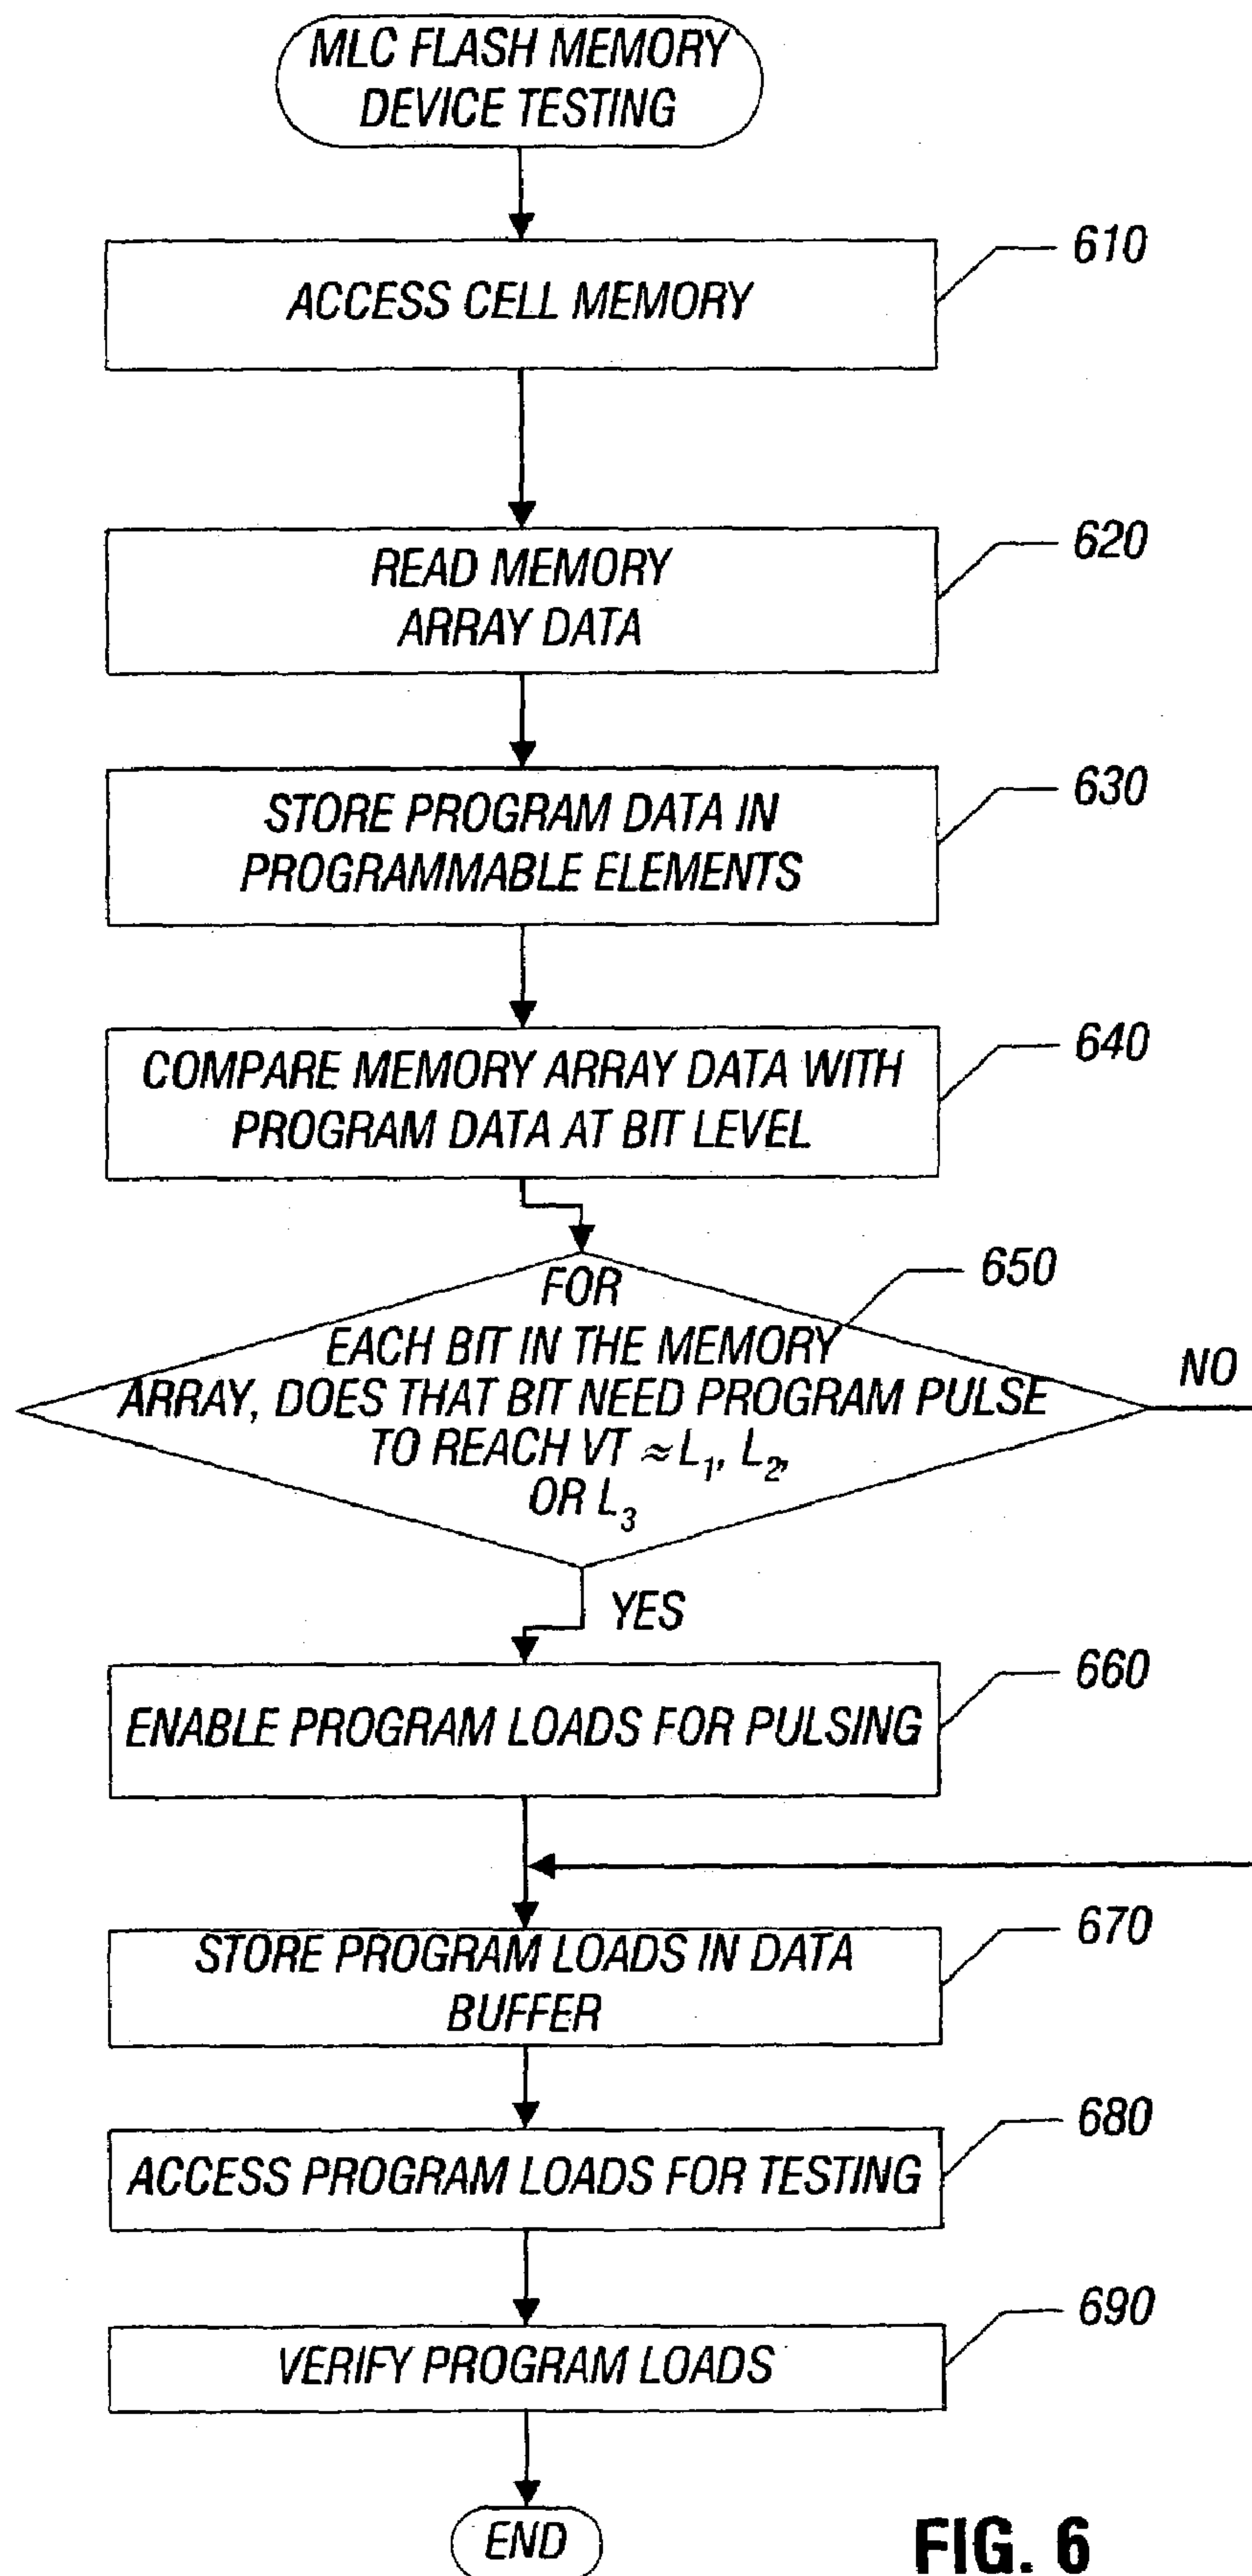 MLC FLASH MEMORY
DEVICE TESTING
610
ACCESS CELL MEMORY
620
READ MEMORY
ARRAY DATA
630
STORE PROGRAM DATA IN
PROGRAMMABLE ELEMENTS
640
COMPARE MEMORY ARRAY DATA WITH
PROGRAM DATA AT BIT LEVEL
650
FOR
EACH BIT IN THE MEMORY
ARRAY, DOES THAT BIT NEED PROGRAM PULSE
TO REACH VT ≈ L₁, L₂,
OR L₃
NO
YES
660
ENABLE PROGRAM LOADS FOR PULSING
670
STORE PROGRAM LOADS IN DATA
BUFFER
680
ACCESS PROGRAM LOADS FOR TESTING
690
VERIFY PROGRAM LOADS
END
FIG. 6